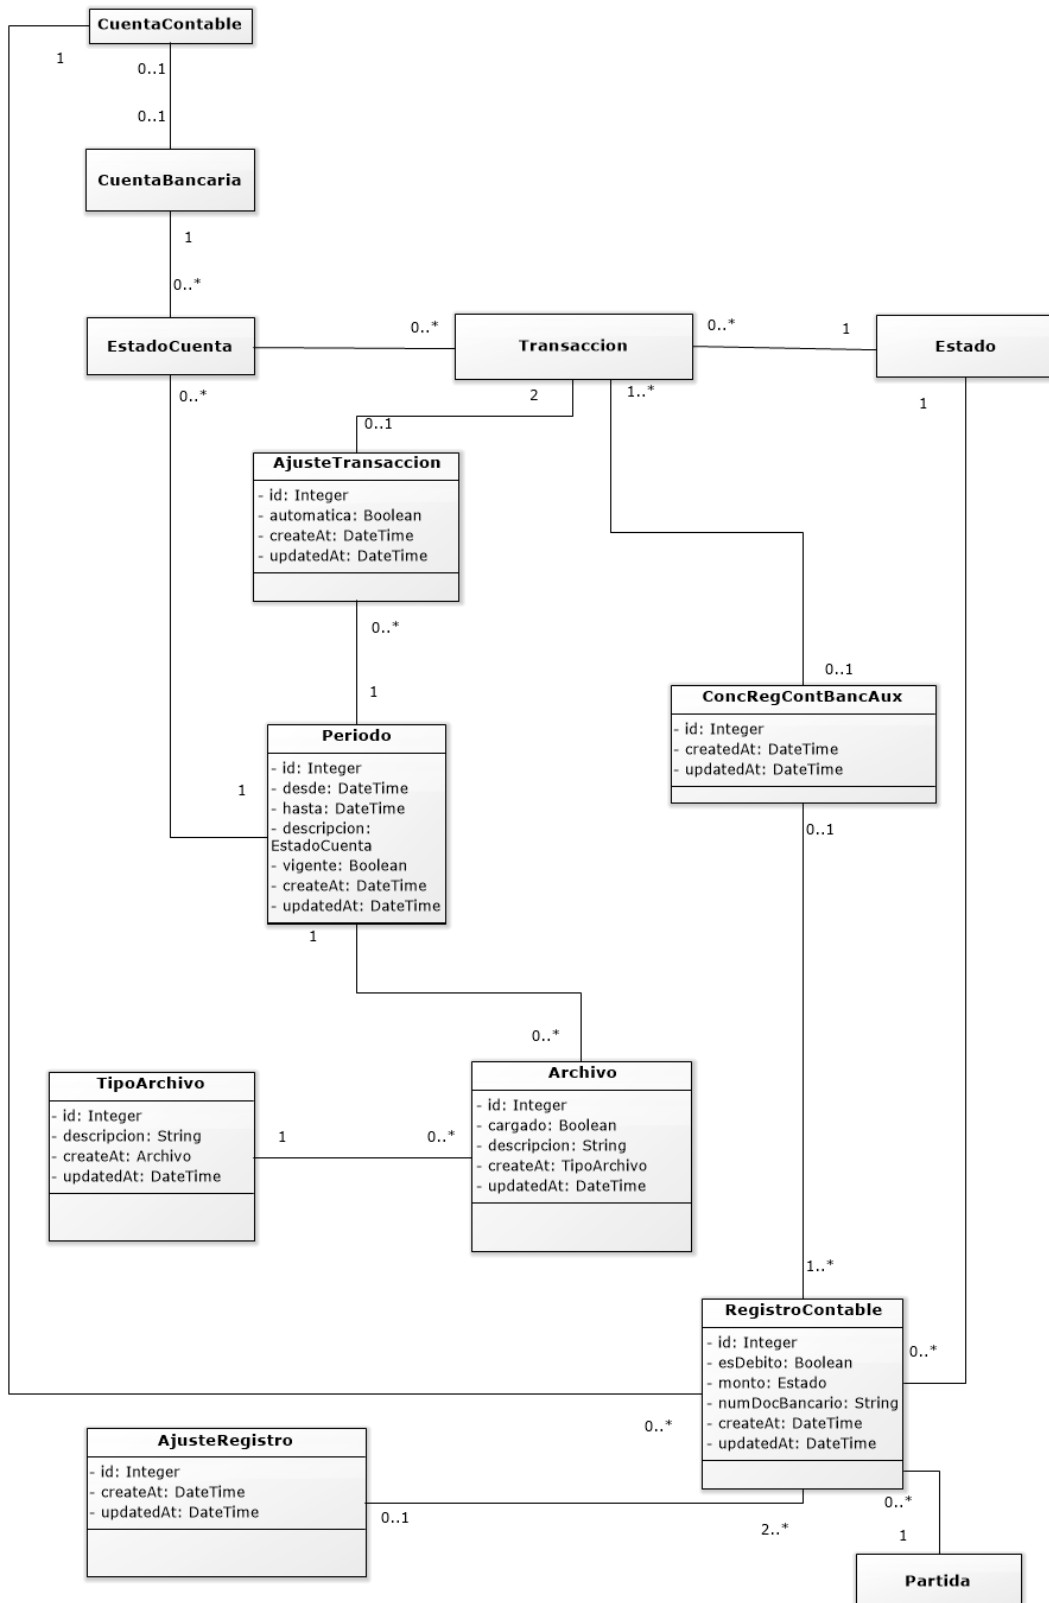 CuentaContable
1
0..1
0..1
CuentaBancaria
1
0..*
EstadoCuenta
0..*
0..*
Transaccion
0..*
1
Estado
2
1..*
1
0..1
AjusteTransaccion
- id: Integer
- automatica: Boolean
- createAt: DateTime
- updatedAt: DateTime
0..*
1
0..1
ConcRegContBancAux
- id: Integer
- createdAt: DateTime
- updatedAt: DateTime
0..1
Periodo
- id: Integer
- desde: DateTime
- hasta: DateTime
- descripcion:
EstadoCuenta
- vigente: Boolean
- createAt: DateTime
- updatedAt: DateTime
1
1
0..*
TipoArchivo
- id: Integer
- descripcion: String
- createAt: Archivo
- updatedAt: DateTime
1
0..*
Archivo
- id: Integer
- cargado: Boolean
- descripcion: String
- createAt: TipoArchivo
- updatedAt: DateTime
1..*
RegistroContable
- id: Integer
- esDebito: Boolean
- monto: Estado
- numDocBancario: String
- createAt: DateTime
- updatedAt: DateTime
0..*
0..*
AjusteRegistro
- id: Integer
- createAt: DateTime
- updatedAt: DateTime
0..1
2..*
0..*
1
Partida